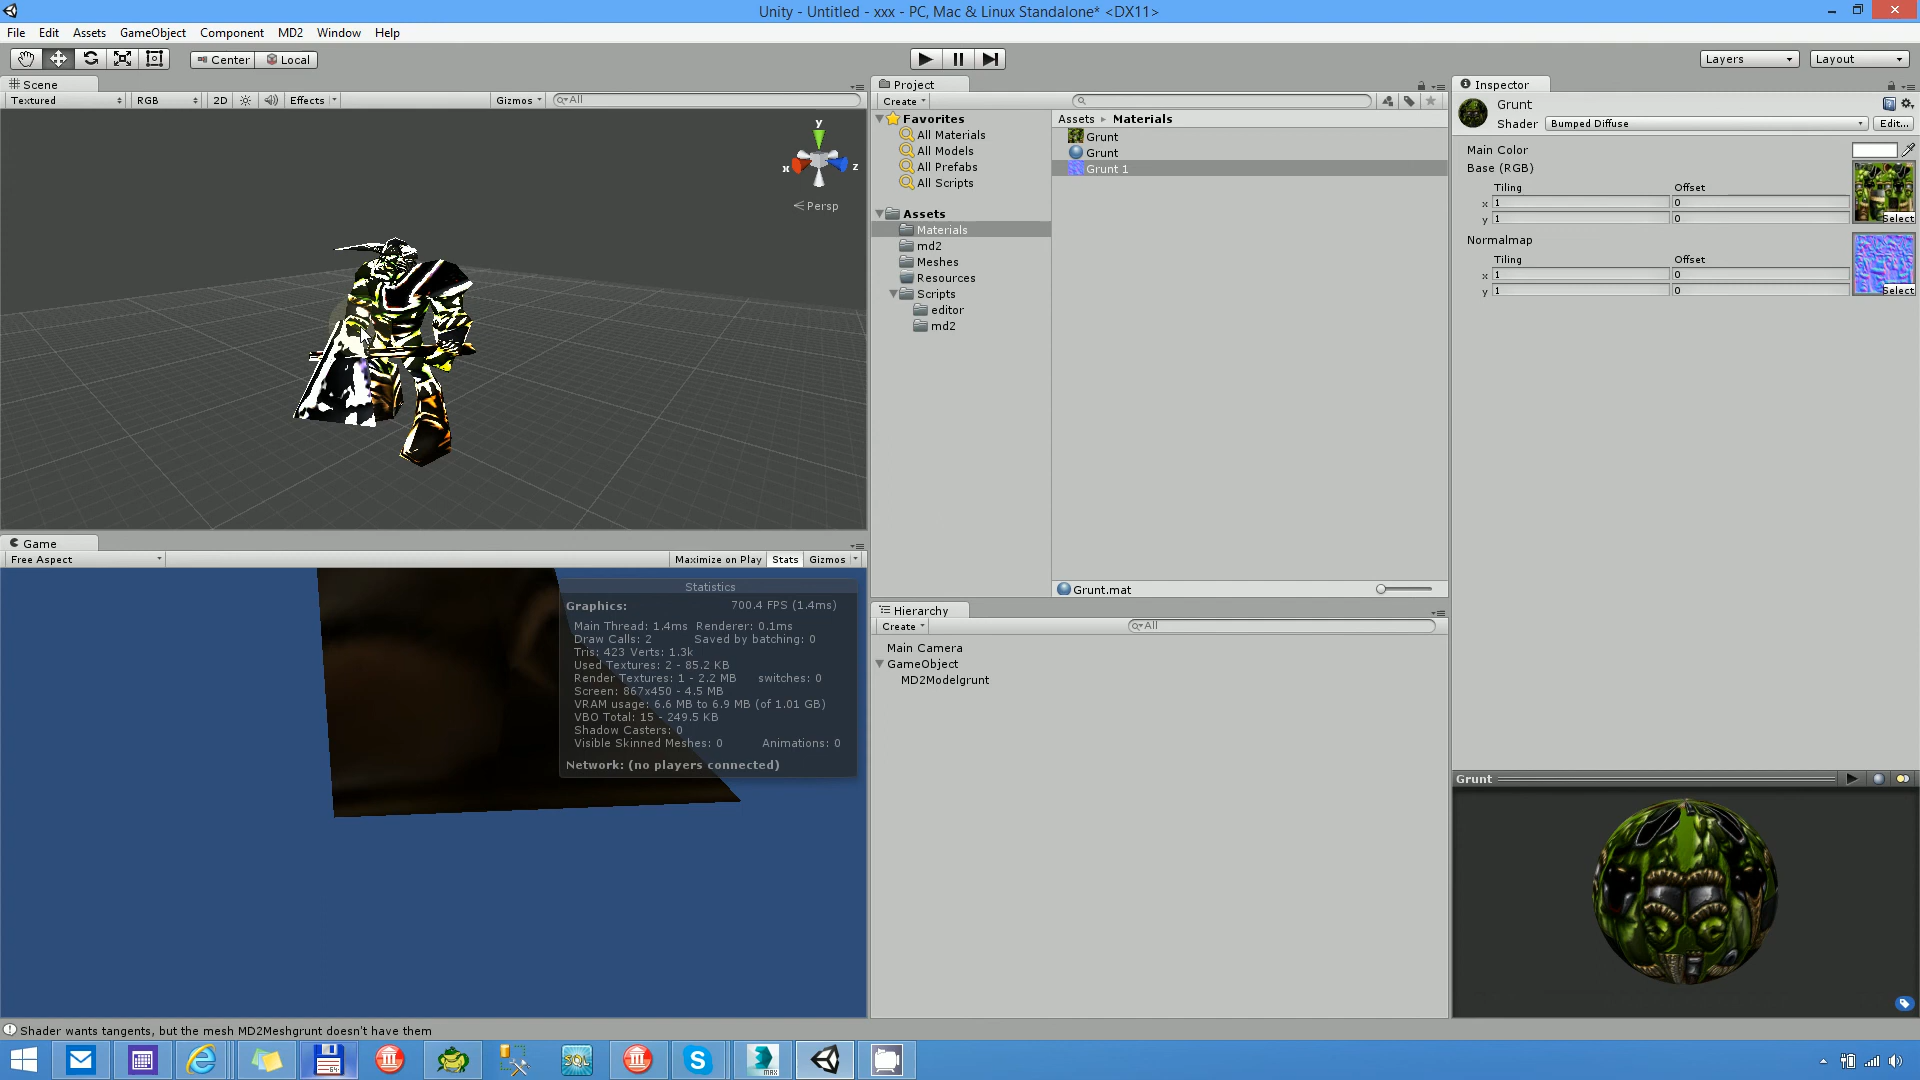 Unity - Untitled - xxx - PC, Mac & Linux Standalone* <DX11>
File Edit Assets GameObject Component MD2 Window Help
Center Local
Layers Layout
Scene
Textured RGB 2D Effects Gizmos All
y
x z
Persp
Game
Free Aspect Maximize on Play Stats Gizmos
Statistics
Graphics: 700.4 FPS (1.4ms)
Main Thread: 1.4ms Renderer: 0.1ms
Draw Calls: 2 Saved by batching: 0
Tris: 423 Verts: 1.3k
Used Textures: 2 - 85.2 KB
Render Textures: 1 - 2.2 MB switches: 0
Screen: 867x450 - 4.5 MB
VRAM usage: 6.6 MB to 6.9 MB (of 1.01 GB)
VBO Total: 15 - 249.5 KB
Shadow Casters: 0
Visible Skinned Meshes: 0 Animations: 0
Network: (no players connected)
Project
Create
Favorites
All Materials
All Models
All Prefabs
All Scripts
Assets
Materials
md2
Meshes
Resources
Scripts
editor
md2
Assets Materials
Grunt
Grunt
Grunt 1
Grunt.mat
Hierarchy
Create All
Main Camera
GameObject
MD2Modelgrunt
Inspector
Grunt
Shader Bumped Diffuse Edit...
Main Color
Base (RGB)
Tiling Offset
x 1 0
y 1 0
Select
Normalmap
Tiling Offset
x 1 0
y 1 0
Select
Grunt
Shader wants tangents, but the mesh MD2Meshgrunt doesn't have them
64
SQL
S
MAX